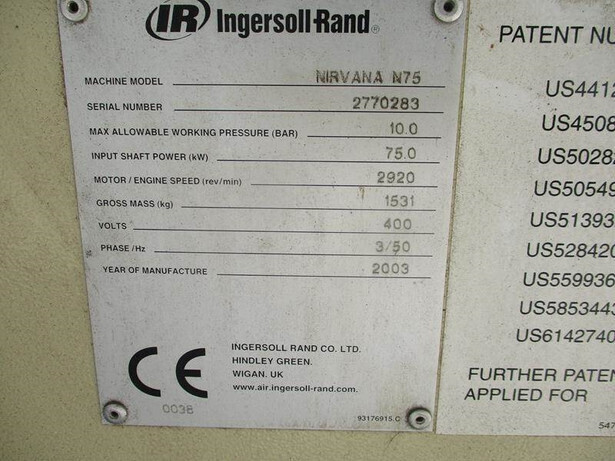 IR Ingersoll-Rand®
MACHINE MODEL NIRVANA N75
SERIAL NUMBER 2770283
MAX ALLOWABLE WORKING PRESSURE (BAR) 10.0
INPUT SHAFT POWER (kW) 75.0
MOTOR / ENGINE SPEED (rev/min) 2920
GROSS MASS (kg) 1531
VOLTS 400
PHASE/Hz 3/50
YEAR OF MANUFACTURE 2003
CE
0038
INGERSOLL RAND CO. LTD.
HINDLEY GREEN.
WIGAN. UK
www.air.ingersoll-rand.com.
93176915.C
PATENT NU
US4412
US4508
US50282
US50549
US51393
US528420
US559936
US5853443
US6142740
FURTHER PATEN
APPLIED FOR
547